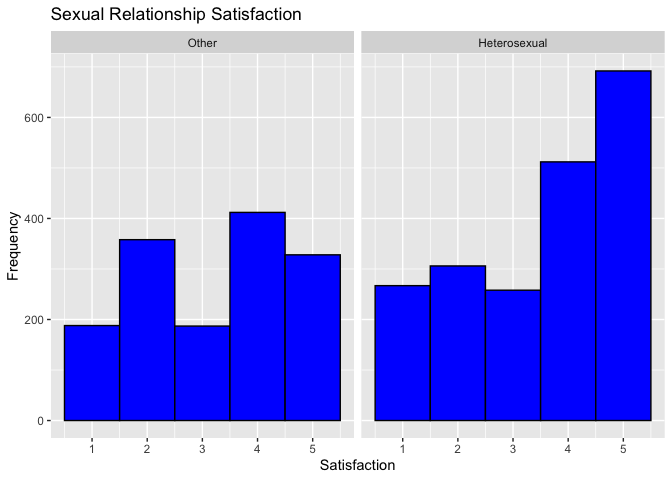 Sexual Relationship Satisfaction
Other
Heterosexual
Frequency
600
400
200
0
1 2 3 4 5
1 2 3 4 5
Satisfaction